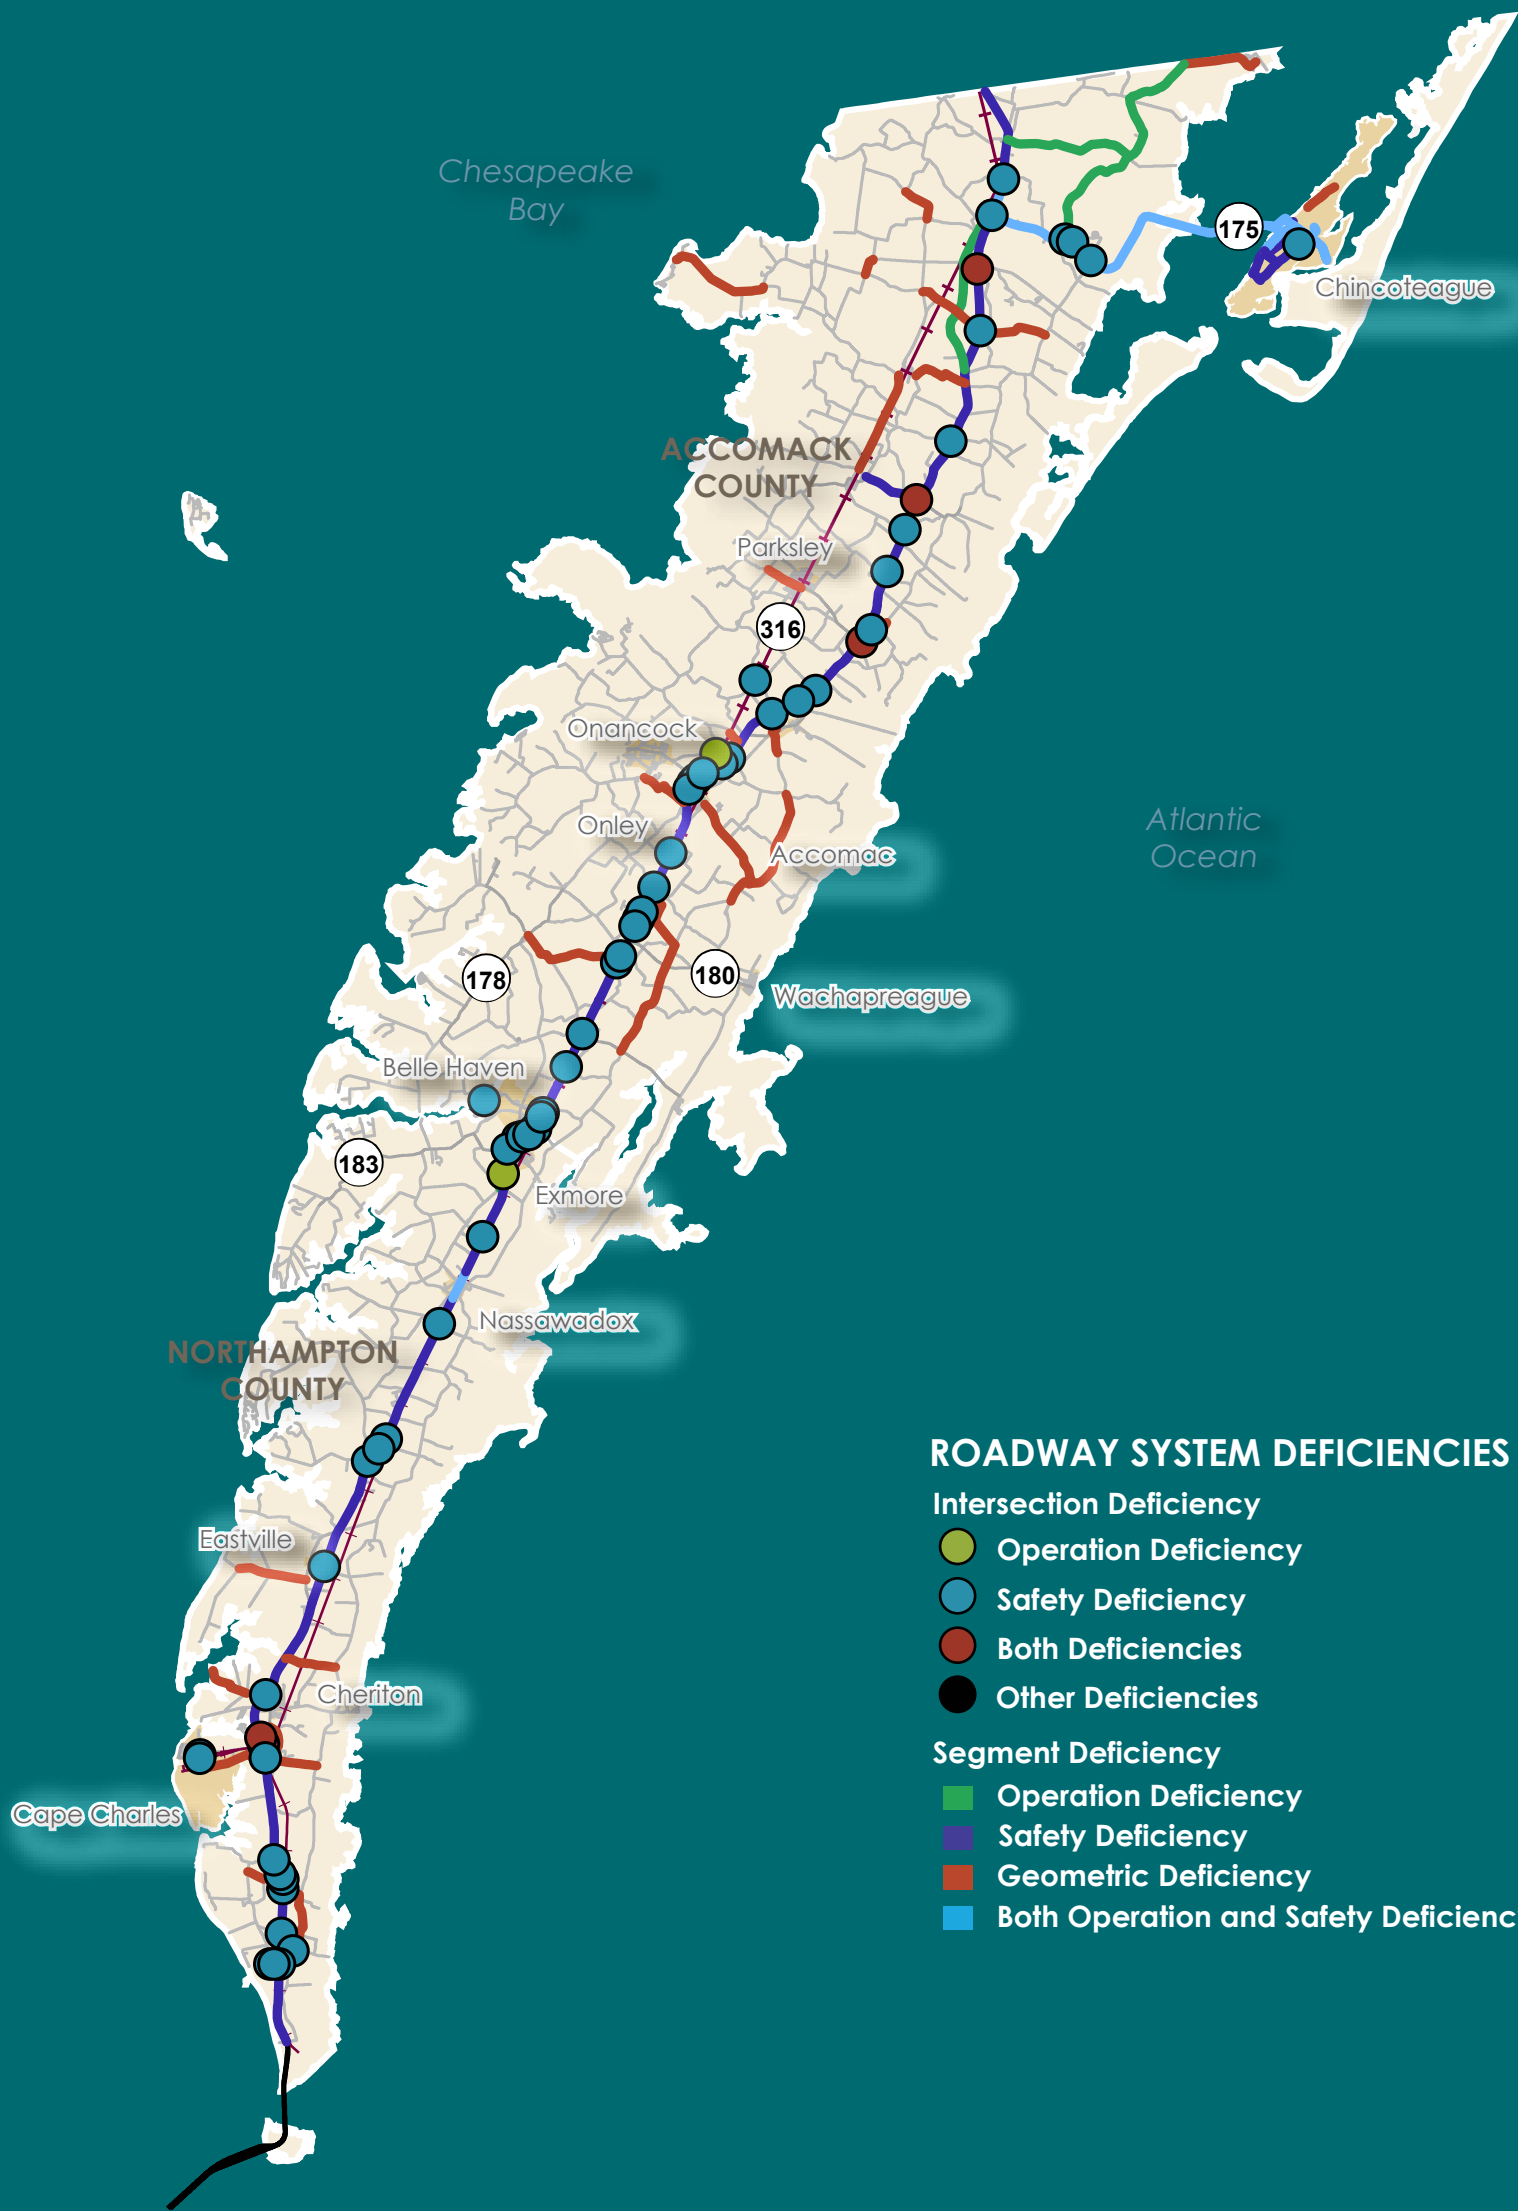 Chesapeake
Bay
175
Chincoteague
ACCOMACK
COUNTY
Parksley
316
Onancock
Onley
Atlantic
Ocean
Accomac
178
180
Wachapreague
Belle Haven
183
Exmore
Nassawadox
NORTHAMPTON
COUNTY
Eastville
Cheriton
Cape Charles
ROADWAY SYSTEM DEFICIENCIES
Intersection Deficiency
Operation Deficiency
Safety Deficiency
Both Deficiencies
Other Deficiencies
Segment Deficiency
Operation Deficiency
Safety Deficiency
Geometric Deficiency
Both Operation and Safety Deficienc